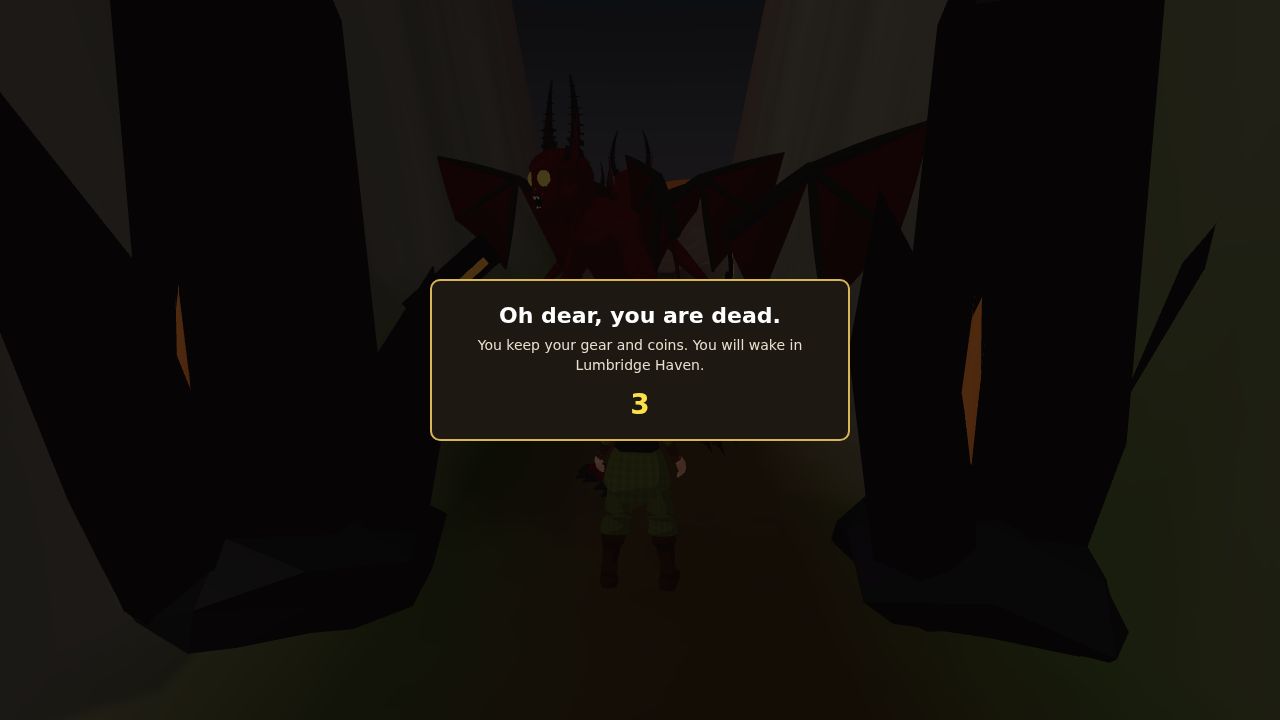 Oh dear, you are dead.
You keep your gear and coins. You will wake in
Lumbridge Haven.
3